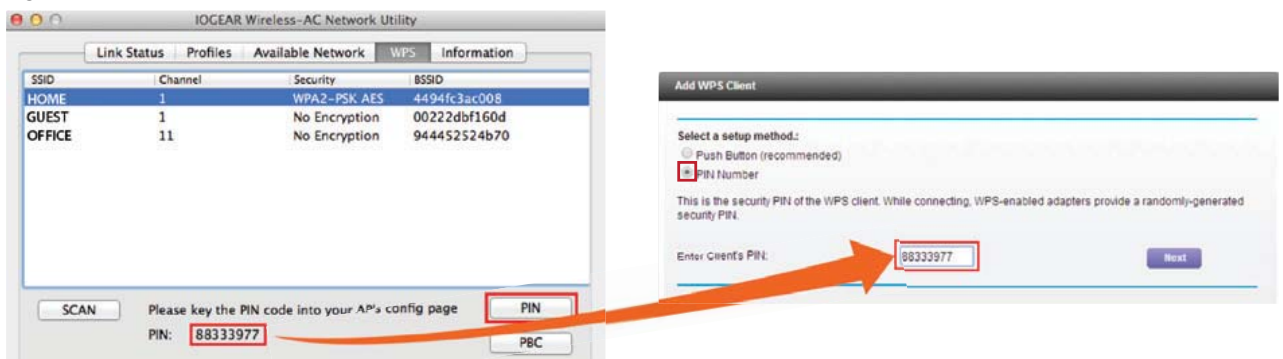 IOGEAR Wireless-AC Network Utility
Link Status Profiles Available Network WPS Information
SSID Channel Security BSSID
HOME 1 WPA2-PSK AES 4494fc3ac008
GUEST 1 No Encryption 00222dbf160d
OFFICE 11 No Encryption 944452524b70
SCAN Please key the PIN code into your AP's config page PIN
PIN: 88333977
PBC
Add WPS Client
Select a setup method.:
Push Button (recommended)
PIN Number
This is the security PIN of the WPS client. While connecting, WPS-enabled adapters provide a randomly-generated
security PIN.
Enter Client's PIN: 88333977 Next